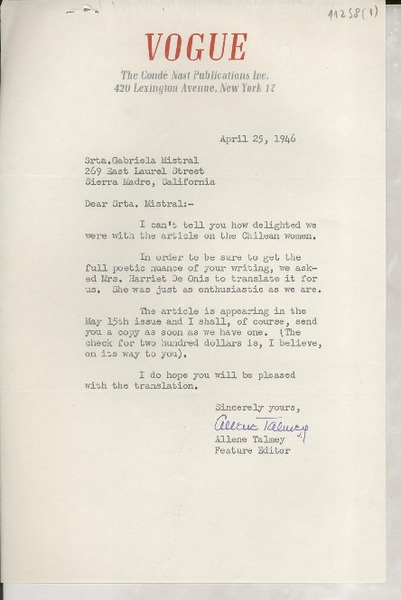 11258(1)
VOGUE
The Condé Nast Publications Inc.
420 Lexington Avenue, New York 17
April 25, 1946
Srta.Gabriela Mistral
269 East Laurel Street
Sierra Madre, California
Dear Srta. Mistral:-
I can't tell you how delighted we
were with the article on the Chilean women.
In order to be sure to get the
full poetic nuance of your writing, we ask-
ed Mrs. Harriet De Onis to translate it for
us. She was just as enthusiastic as we are.
The article is appearing in the
May 15th issue and I shall, of course, send
you a copy as soon as we have one. (The
check for two hundred dollars is, I believe,
on its way to you).
I do hope you will be pleased
with the translation.
Sincerely yours,
Allene Talmey
Allene Talmey
Feature Editor